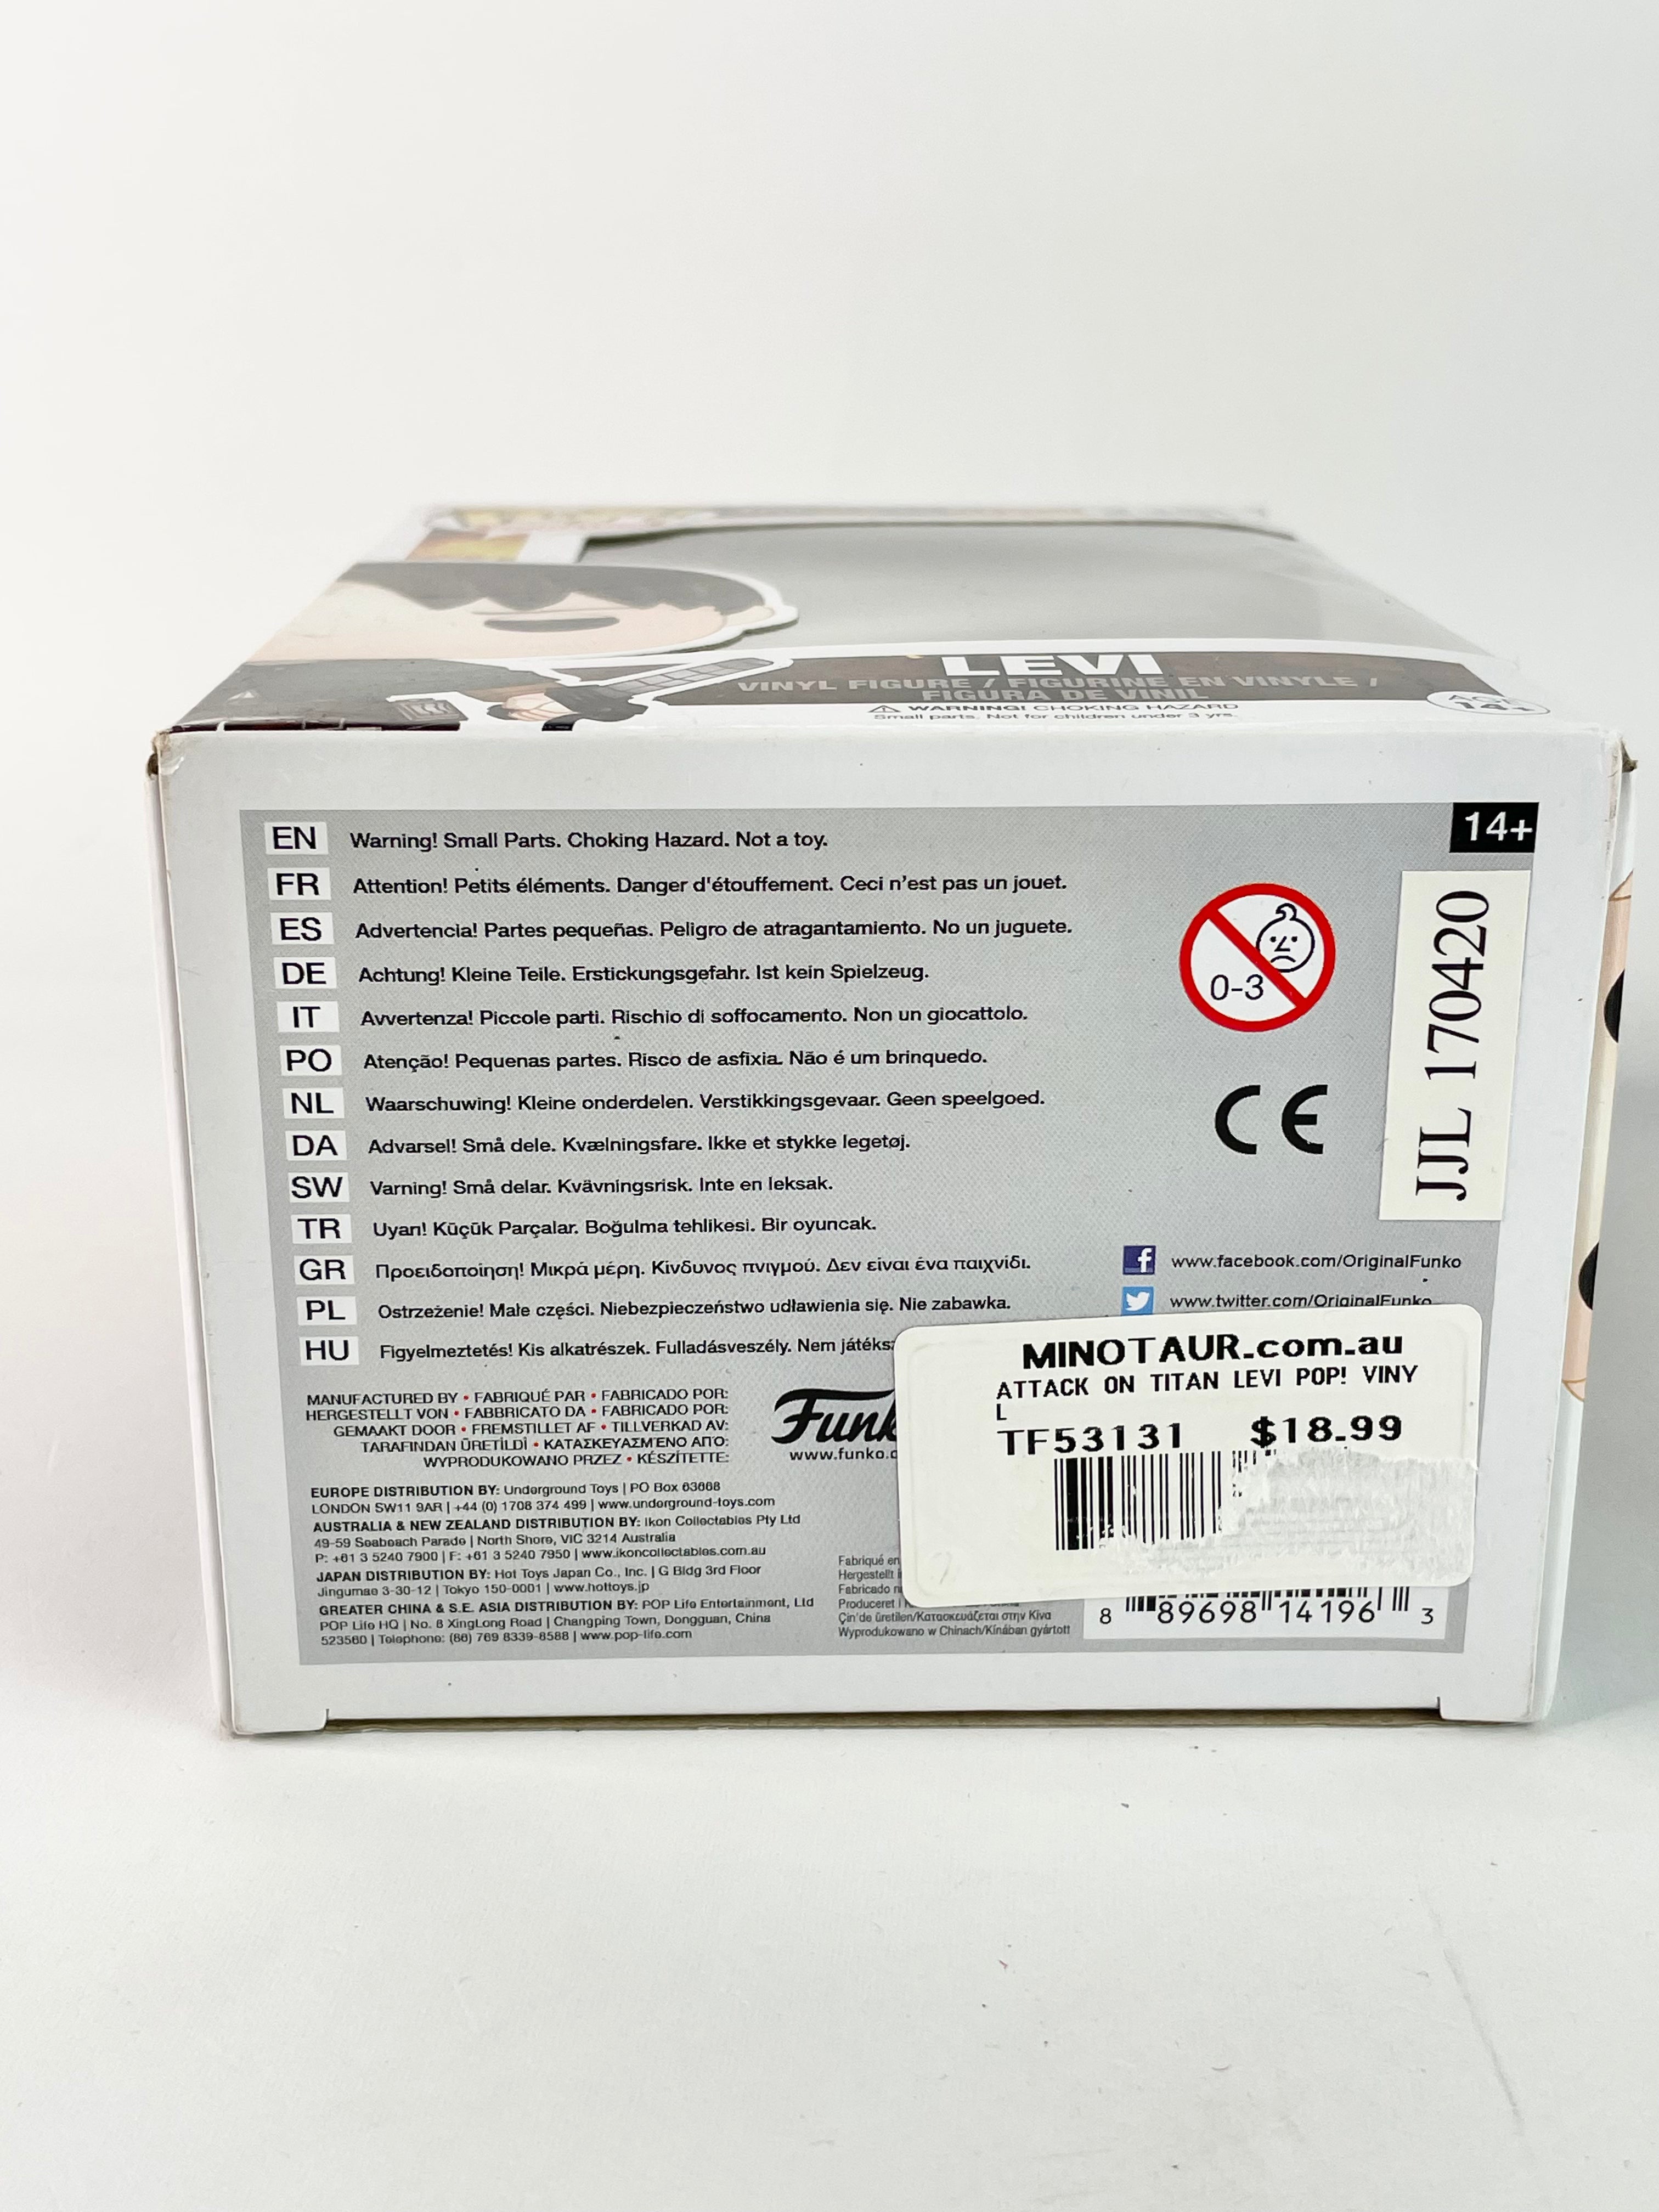 LEVI
VINYL FIGURE / FIGURINE EN VINYLE /
FIGURA DE VINIL
WARNING! CHOKING HAZARD
Small parts. Not for children under 3 yrs.
14+
EN Warning! Small Parts. Choking Hazard. Not a toy.
FR Attention! Petits éléments. Danger d'étouffement. Ceci n'est pas un jouet.
ES Advertencia! Partes pequeñas. Peligro de atragantamiento. No un juguete.
DE Achtung! Kleine Teile. Erstickungsgefahr. Ist kein Spielzeug.
IT Avvertenza! Piccole parti. Rischio di soffocamento. Non un giocattolo.
PO Atenção! Pequenas partes. Risco de asfixia. Não é um brinquedo.
NL Waarschuwing! Kleine onderdelen. Verstikkingsgevaar. Geen speelgoed.
DA Advarsel! Små dele. Kvælningsfare. Ikke et stykke legetøj.
SW Varning! Små delar. Kvävningsrisk. Inte en leksak.
TR Uyan! Küçük Parçalar. Boğulma tehlikesi. Bir oyuncak.
GR Προειδοποίηση! Μικρά μέρη. Κίνδυνος πνιγμού. Δεν είναι ένα παιχνίδι.
PL Ostrzeżenie! Małe części. Niebezpieczeństwo udławienia się. Nie zabawka.
HU Figyelmeztetés! Kis alkatrészek. Fulladásveszély. Nem játéksz
0-3
CE
JJL 170420
www.facebook.com/OriginalFunko
www.twitter.com/OriginalFunko
MANUFACTURED BY • FABRIQUÉ PAR • FABRICADO POR:
HERGESTELLT VON • FABBRICATO DA • FABRICADO POR:
GEMAAKT DOOR • FREMSTILLET AF • TILLVERKAD AV:
TARAFINDAN ÜRETİLDİ • ΚΑΤΑΣΚΕΥΑΣΜΈΝΟ ΑΠΌ:
WYPRODUKOWANO PRZEZ • KÉSZÍTETTE:
Funk
www.funko.c
EUROPE DISTRIBUTION BY: Underground Toys | PO Box 63668
LONDON SW11 9AR | +44 (0) 1708 374 499 | www.underground-toys.com
AUSTRALIA & NEW ZEALAND DISTRIBUTION BY: Ikon Collectables Pty Ltd
49-59 Seabeach Parade | North Shore, VIC 3214 Australia
P: +61 3 5240 7900 | F: +61 3 5240 7950 | www.ikoncollectables.com.au
JAPAN DISTRIBUTION BY: Hot Toys Japan Co., Inc. | G Bldg 3rd Floor
Jingumae 3-30-12 | Tokyo 150-0001 | www.hottoys.jp
GREATER CHINA & S.E. ASIA DISTRIBUTION BY: POP Life Entertainment, Ltd
POP Life HQ | No. 8 XingLong Road | Changping Town, Dongguan, China
523560 | Telephone: (86) 769 8339-8588 | www.pop-life.com
MINOTAUR.com.au
ATTACK ON TITAN LEVI POP! VINY
L
TF53131 $18.99
Fabriqué en
Hergestellt
Fabricado
Produceret i
Çin'de üretilen/Κατασκευάζεται στην Κίνα
Wyprodukowano w Chinach/Kínában gyártott
8 89698 14196 3